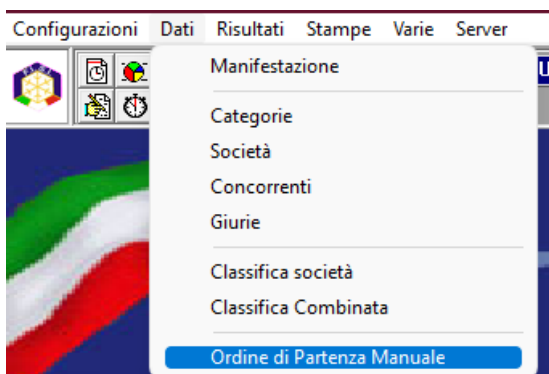 Configurazioni Dati Risultati Stampe Varie Server
Manifestazione
Categorie
Società
Concorrenti
Giurie
Classifica società
Classifica Combinata
Ordine di Partenza Manuale